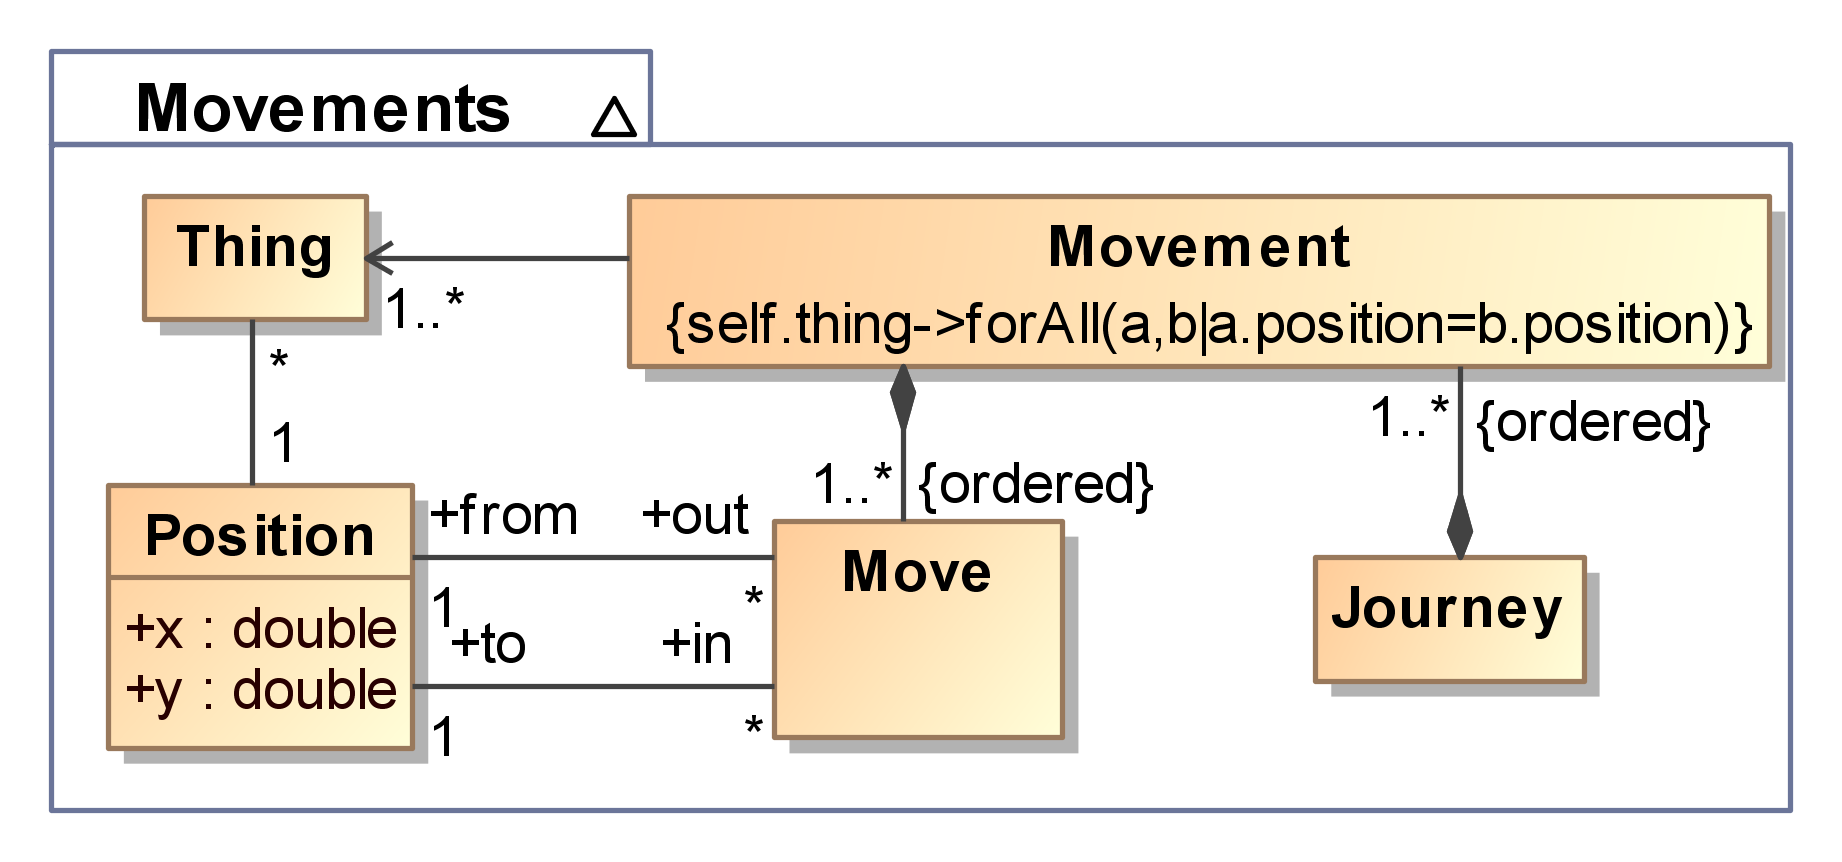 Movements
Thing
Movement
{self.thing->forAll(a,b|a.position=b.position)}
1..*
*
1
1..*
{ordered}
1..*
{ordered}
Position
+x : double
+y : double
+from
+out
1
*
+to
+in
1
*
Move
Journey